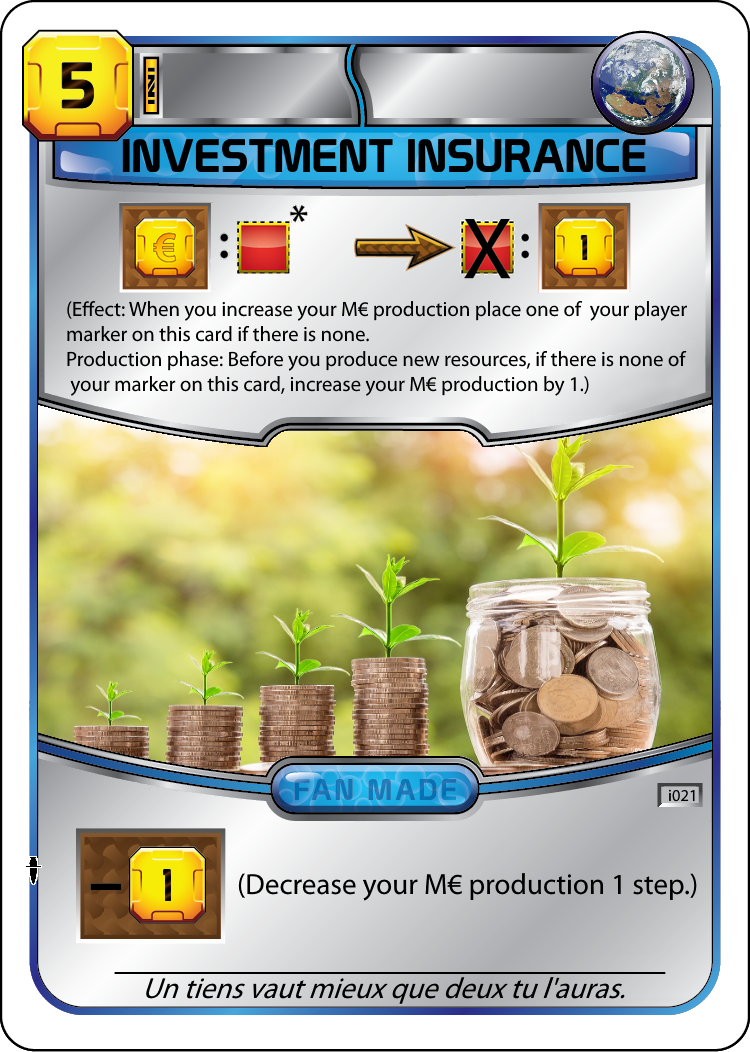 5
INVESTMENT INSURANCE
€ : * X : 1
(Effect: When you increase your M€ production place one of your player
marker on this card if there is none.
Production phase: Before you produce new resources, if there is none of
your marker on this card, increase your M€ production by 1.)
FAN MADE
i021
− 1 (Decrease your M€ production 1 step.)
Un tiens vaut mieux que deux tu l'auras.